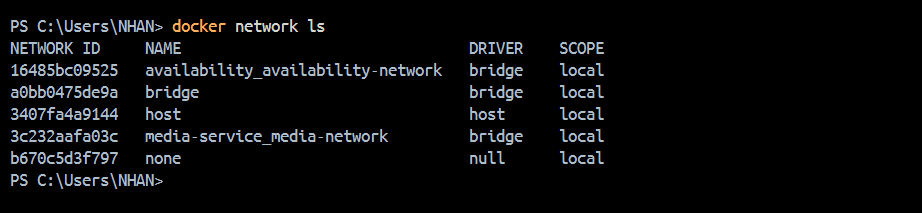 PS C:\Users\NHAN> docker network ls
NETWORK ID     NAME                                DRIVER    SCOPE
16485bc09525   availability_availability-network   bridge    local
a0bb0475de9a   bridge                              bridge    local
3407fa4a9144   host                                host      local
3c232aafa03c   media-service_media-network         bridge    local
b670c5d3f797   none                                null      local
PS C:\Users\NHAN>